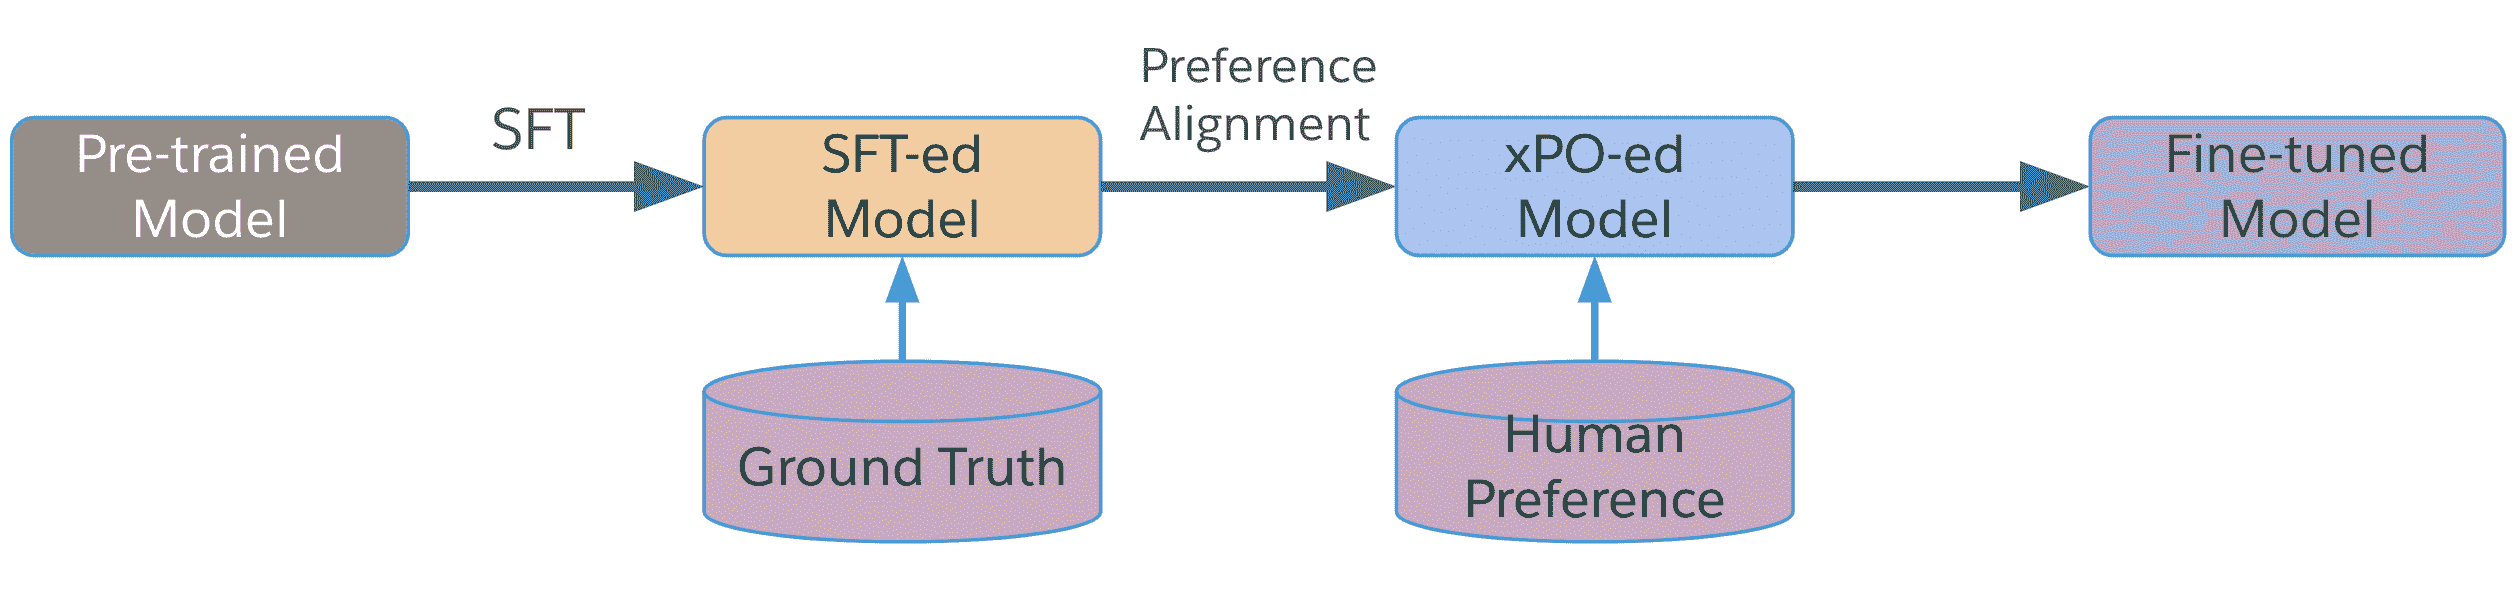 Pre-trained
Model
SFT
SFT-ed
Model
Preference
Alignment
xPO-ed
Model
Fine-tuned
Model
Ground Truth
Human
Preference